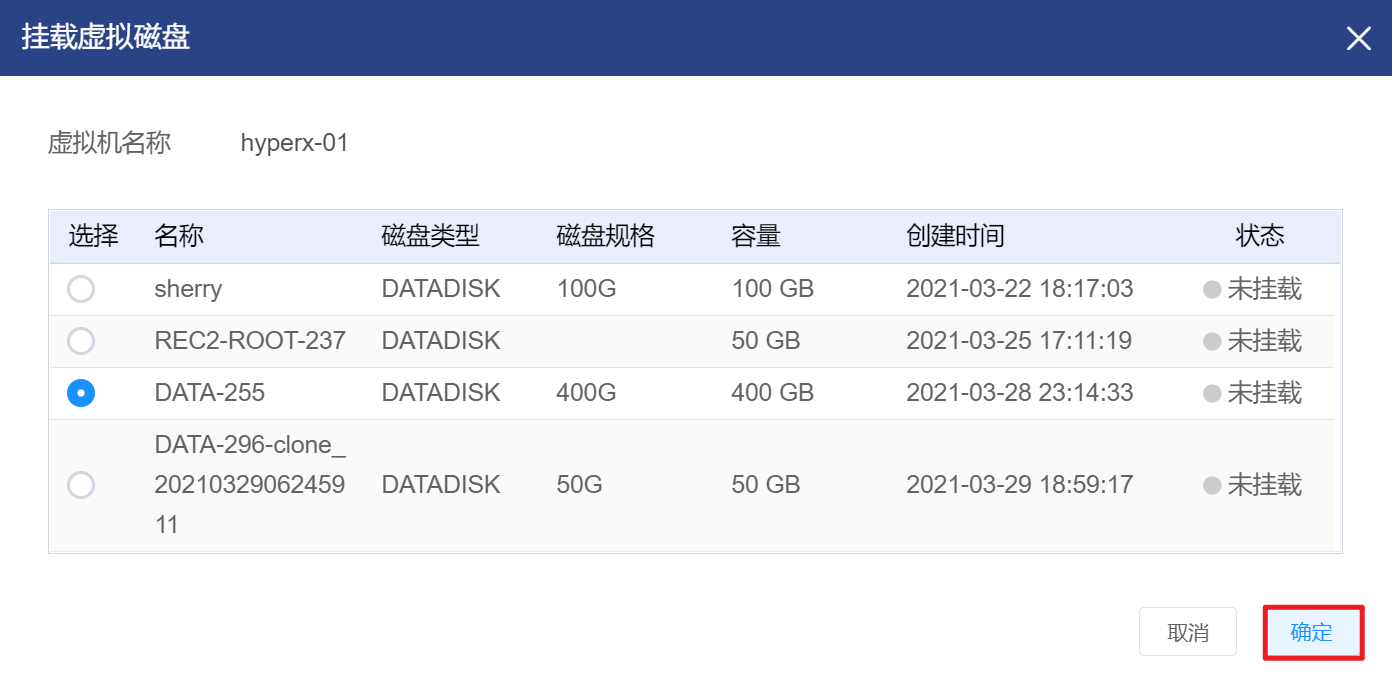 挂载虚拟磁盘
虚拟机名称 hyperx-01
选择 名称 磁盘类型 磁盘规格 容量 创建时间 状态
sherry DATADISK 100G 100 GB 2021-03-22 18:17:03 未挂载
REC2-ROOT-237 DATADISK 50 GB 2021-03-25 17:11:19 未挂载
DATA-255 DATADISK 400G 400 GB 2021-03-28 23:14:33 未挂载
DATA-296-clone_
20210329062459 DATADISK 50G 50 GB 2021-03-29 18:59:17 未挂载
11
取消 确定